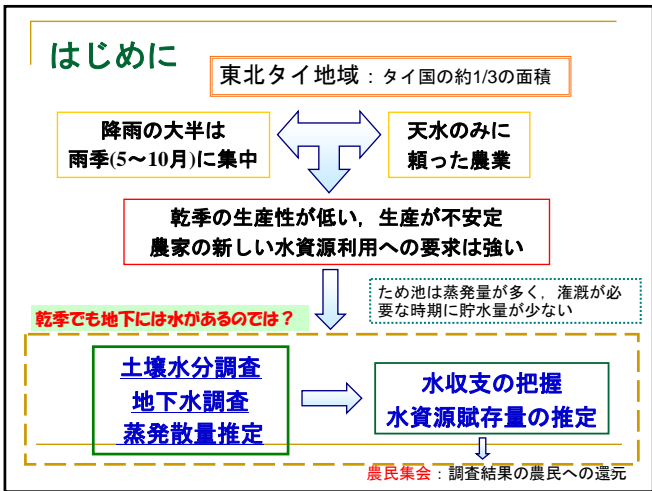 はじめに
東北タイ地域：タイ国の約1/3の面積
降雨の大半は
雨季(5～10月)に集中
天水のみに
頼った農業
乾季の生産性が低い，生産が不安定
農家の新しい水資源利用への要求は強い
ため池は蒸発量が多く，潅漑が必
要な時期に貯水量が少ない
乾季でも地下には水があるのでは？
土壌水分調査
地下水調査
蒸発散量推定
水収支の把握
水資源賦存量の推定
農民集会：調査結果の農民への還元